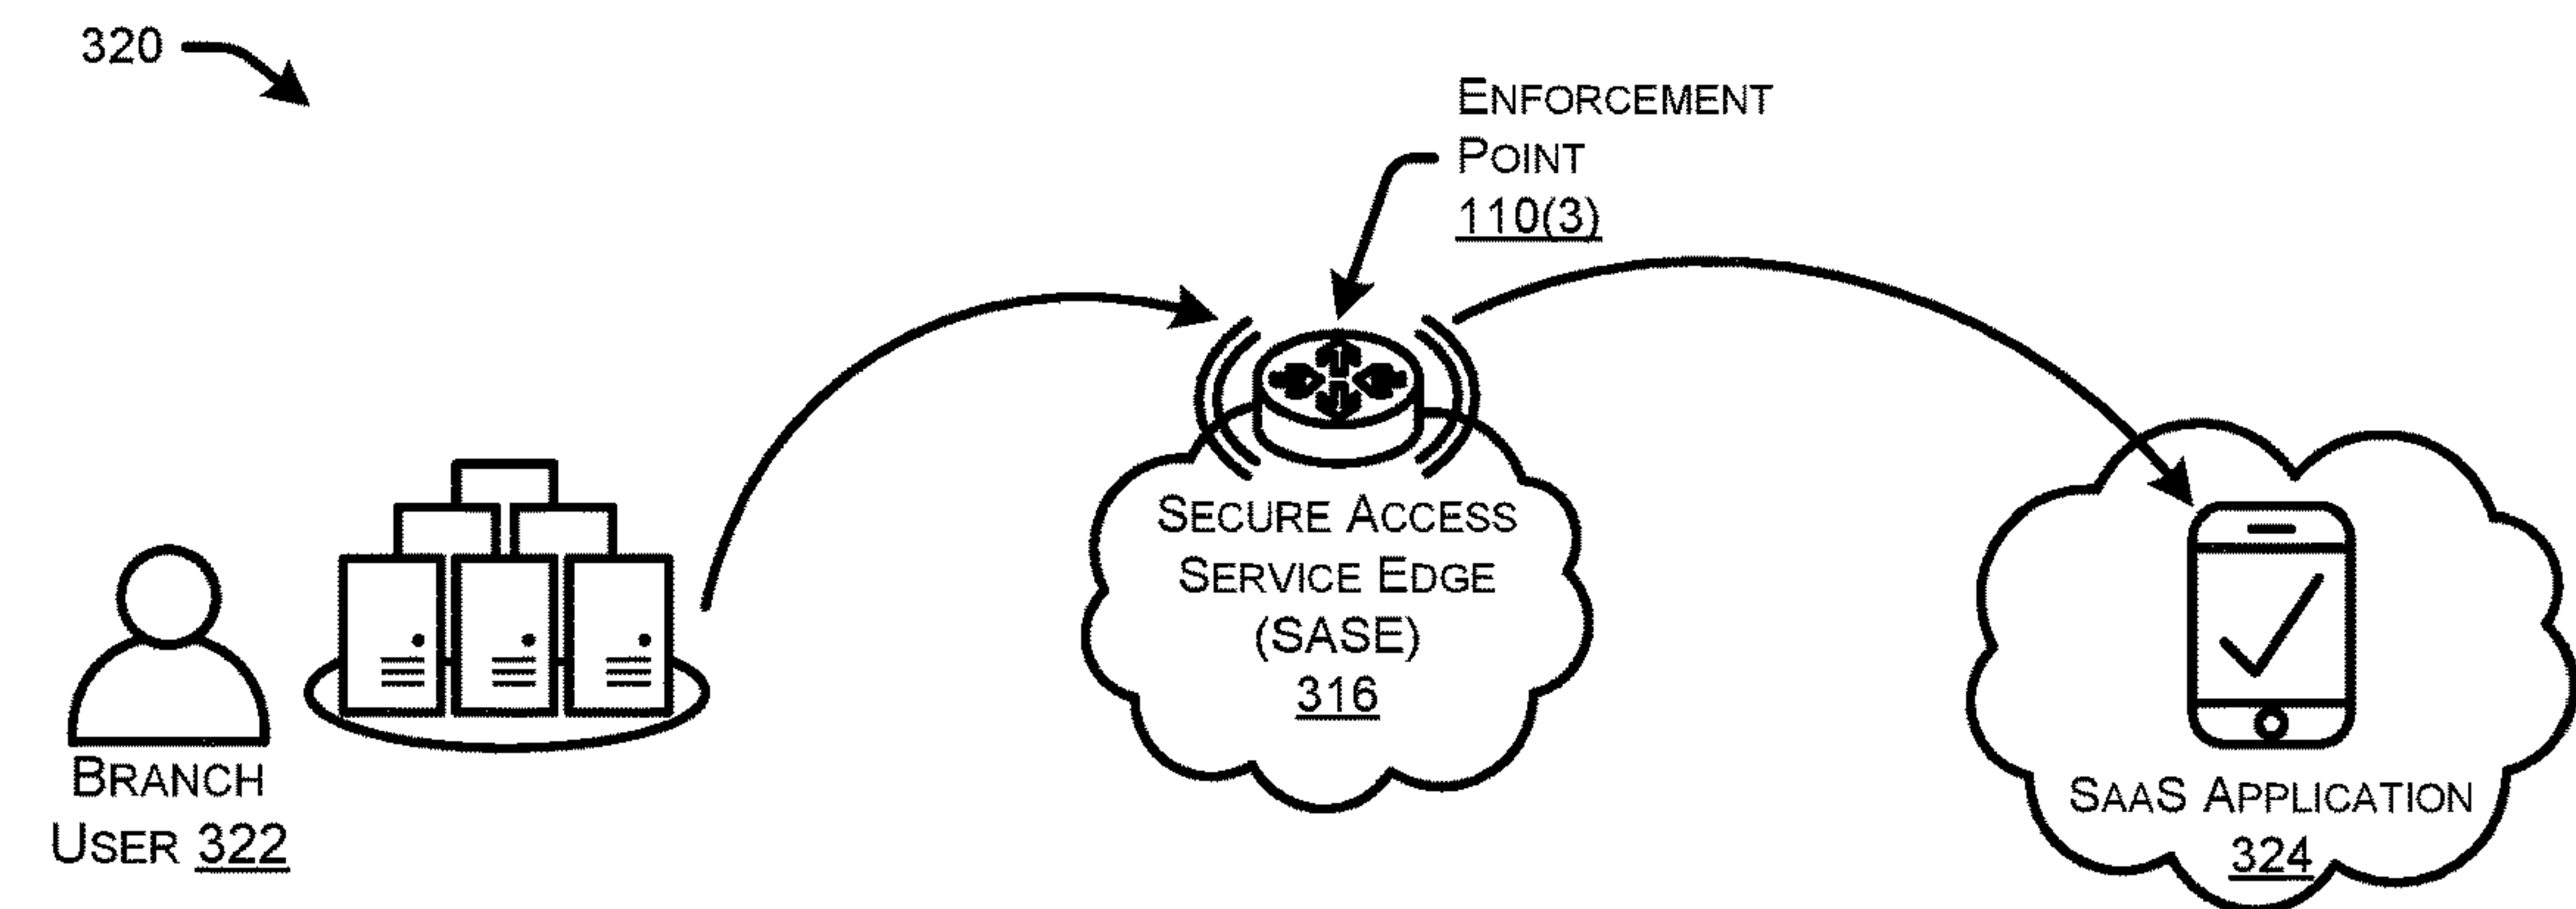 320
ENFORCEMENT
POINT
110(3)
SECURE ACCESS
SERVICE EDGE
(SASE)
316
BRANCH
USER 322
SAAS APPLICATION
324